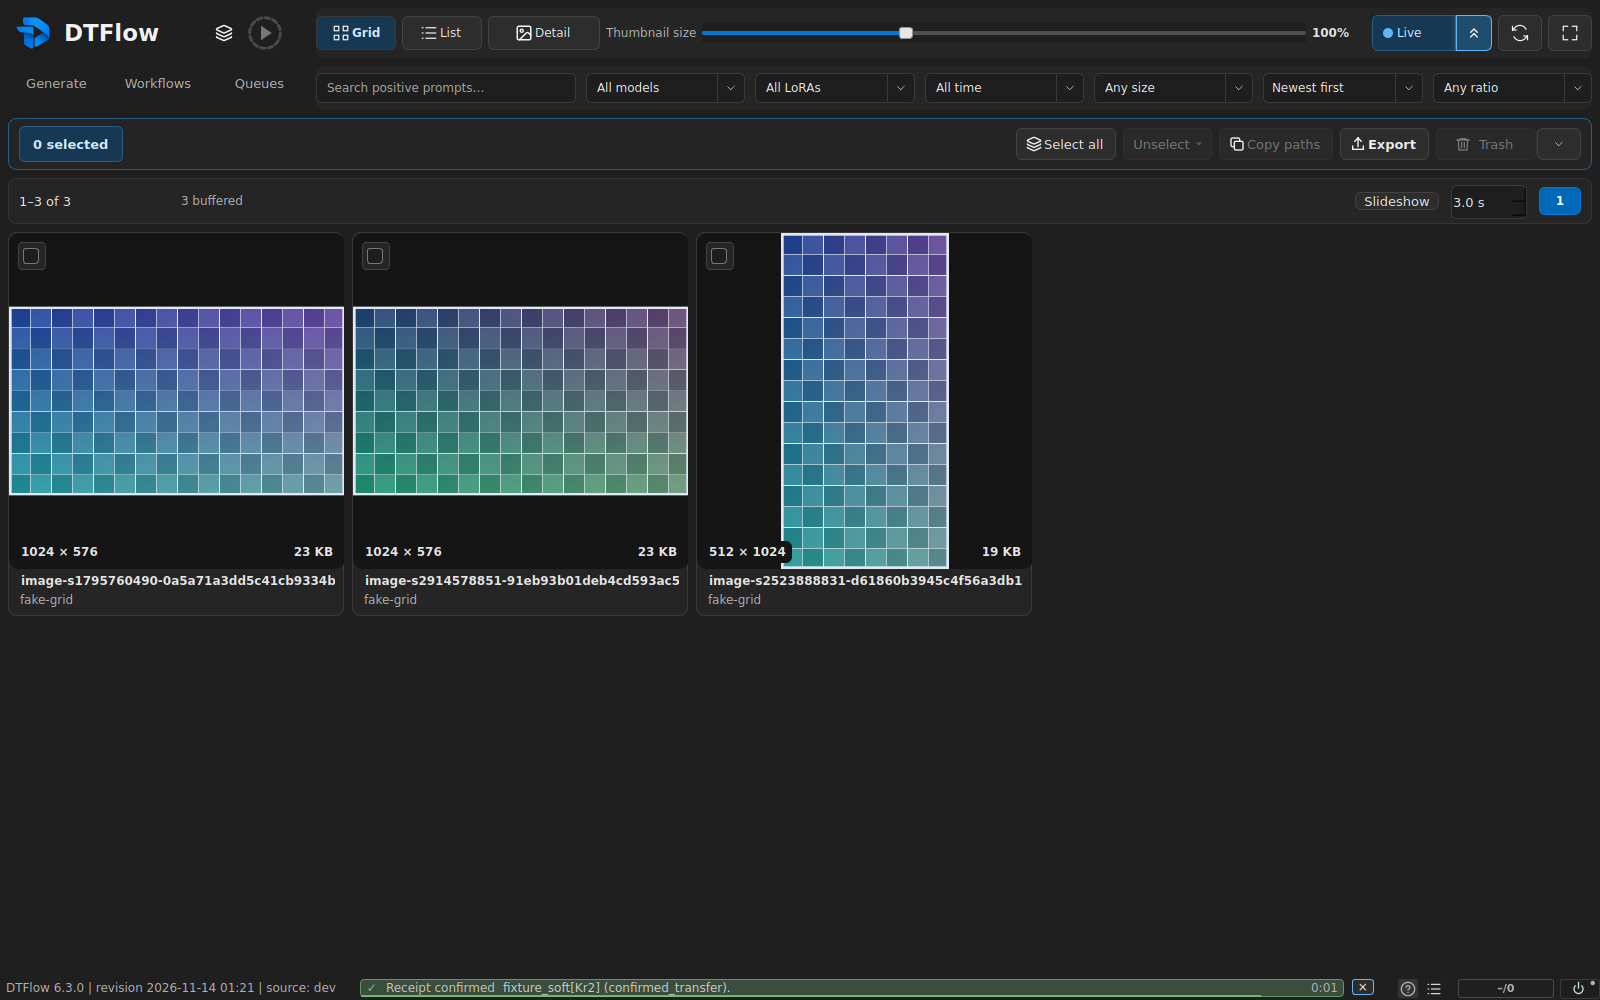 DTFlow
Grid
List
Detail
Thumbnail size
100%
Live
Generate
Workflows
Queues
Search positive prompts...
All models
All LoRAs
All time
Any size
Newest first
Any ratio
0 selected
Select all
Unselect
Copy paths
Export
Trash
1–3 of 3
3 buffered
Slideshow
3.0 s
1
1024 × 576
23 KB
1024 × 576
23 KB
512 × 1024
19 KB
image-s1795760490-0a5a71a3dd5c41cb9334b
image-s2914578851-91eb93b01deb4cd593ac5
image-s2523888831-d61860b3945c4f56a3db1
fake-grid
fake-grid
fake-grid
DTFlow 6.3.0 | revision 2026-11-14 01:21 | source: dev
✓ Receipt confirmed fixture_soft[Kr2] (confirmed_transfer).
0:01
–/0